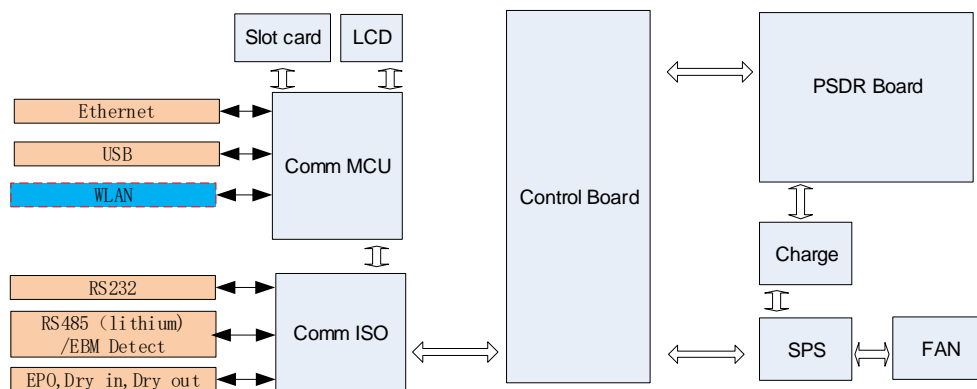 Slot card
LCD
Ethernet
USB
WLAN
Comm MCU
RS232
RS485 (lithium)
/EBM Detect
EPO,Dry in,Dry out
Comm ISO
Control Board
PSDR Board
Charge
SPS
FAN